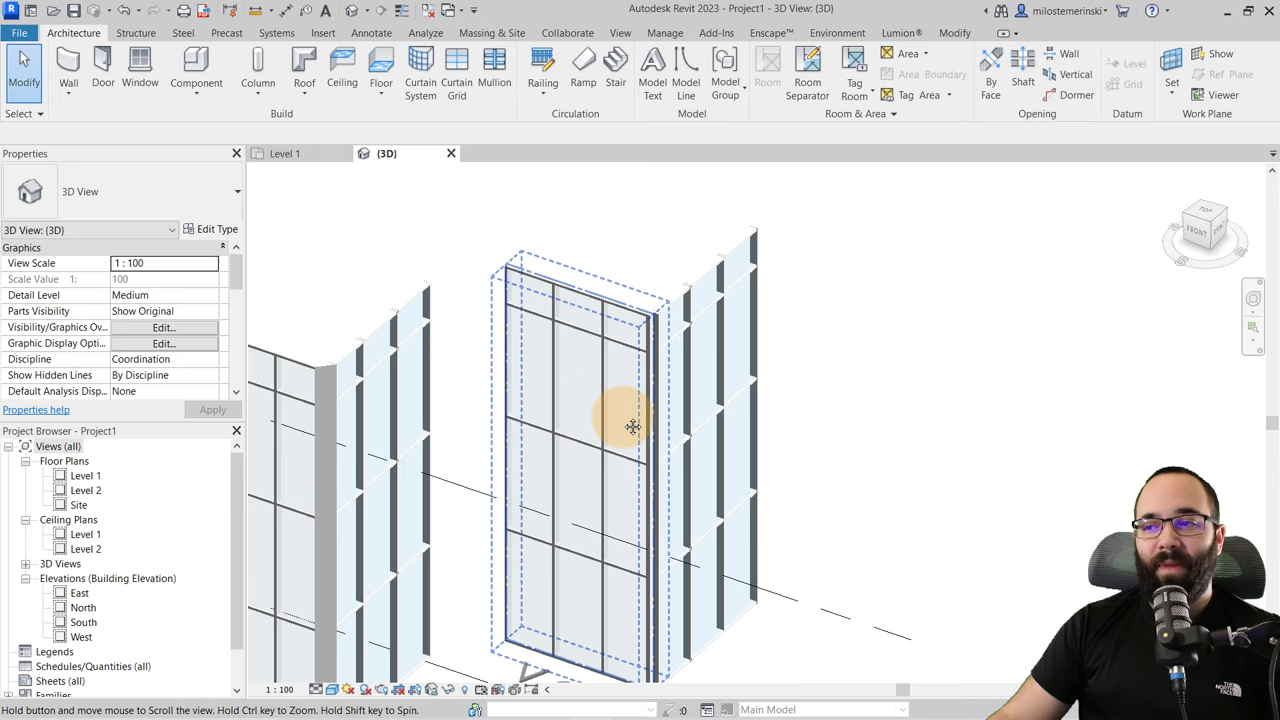 Autodesk Revit 2023 - Project1 - 3D View: {3D}
milostemerinski
File
Architecture
Structure
Steel
Precast
Systems
Insert
Annotate
Analyze
Massing & Site
Collaborate
View
Manage
Add-Ins
Enscape™
Environment
Lumion®
Modify
Modify
Wall
Door
Window
Component
Column
Roof
Ceiling
Floor
Curtain System
Curtain Grid
Mullion
Railing
Ramp
Stair
Model Text
Model Line
Model Group
Room
Room Separator
Tag Room
Area
Area Boundary
Tag Area
By Face
Shaft
Wall
Vertical
Dormer
Level
Grid
Set
Show
Ref Plane
Viewer
Select
Build
Circulation
Model
Room & Area
Opening
Datum
Work Plane
Properties
Level 1
{3D}
3D View
3D View: {3D}
Edit Type
Graphics
View Scale
1 : 100
Scale Value 1:
100
Detail Level
Medium
Parts Visibility
Show Original
Visibility/Graphics Ov...
Edit...
Graphic Display Opti...
Edit...
Discipline
Coordination
Show Hidden Lines
By Discipline
Default Analysis Disp...
None
Properties help
Apply
Project Browser - Project1
Views (all)
Floor Plans
Level 1
Level 2
Site
Ceiling Plans
Level 1
Level 2
3D Views
Elevations (Building Elevation)
East
North
South
West
Legends
Schedules/Quantities (all)
Sheets (all)
Families
TOP
FRONT
1 : 100
Hold button and move mouse to Scroll the view. Hold Ctrl key to Zoom. Hold Shift key to Spin.
:0
Main Model